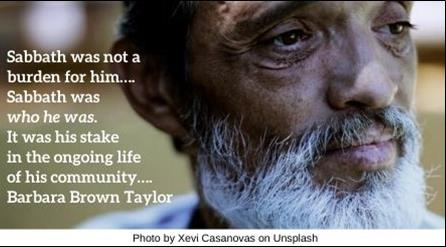 Sabbath was not a
burden for him....
Sabbath was
who he was.
It was his stake
in the ongoing life
of his community....
Barbara Brown Taylor
Photo by Xevi Casanovas on Unsplash